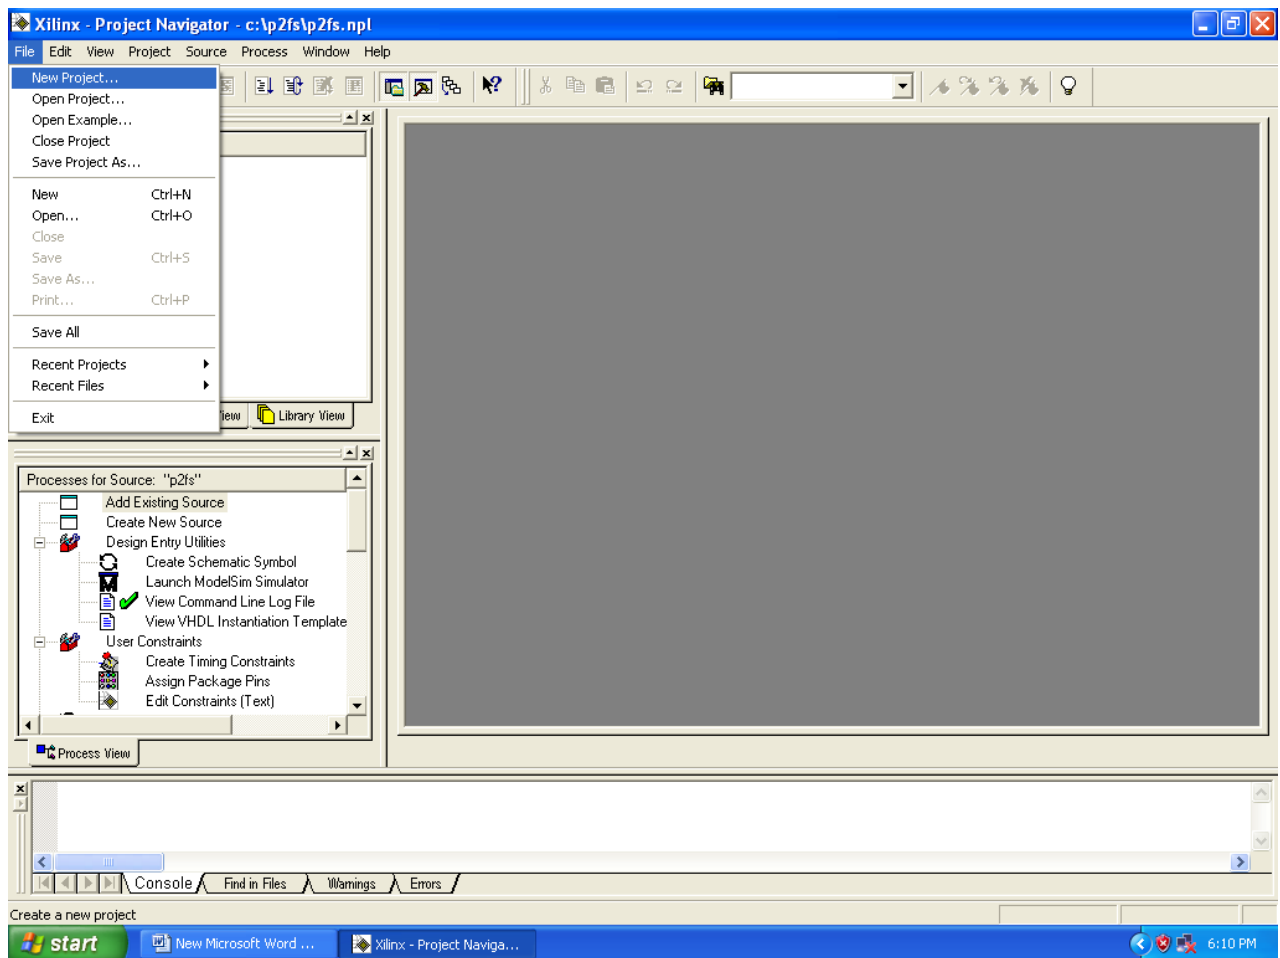 Xilinx - Project Navigator - c:\p2fs\p2fs.npl
File Edit View Project Source Process Window Help
New Project...
Open Project...
Open Example...
Close Project
Save Project As...
New Ctrl+N
Open... Ctrl+O
Close
Save Ctrl+S
Save As...
Print... Ctrl+P
Save All
Recent Projects
Recent Files
Exit
Library View
Processes for Source: "p2fs"
Add Existing Source
Create New Source
Design Entry Utilities
Create Schematic Symbol
Launch ModelSim Simulator
View Command Line Log File
View VHDL Instantiation Template
User Constraints
Create Timing Constraints
Assign Package Pins
Edit Constraints (Text)
Process View
Console Find in Files Warnings Errors
Create a new project
start New Microsoft Word ... Xilinx - Project Naviga... 6:10 PM